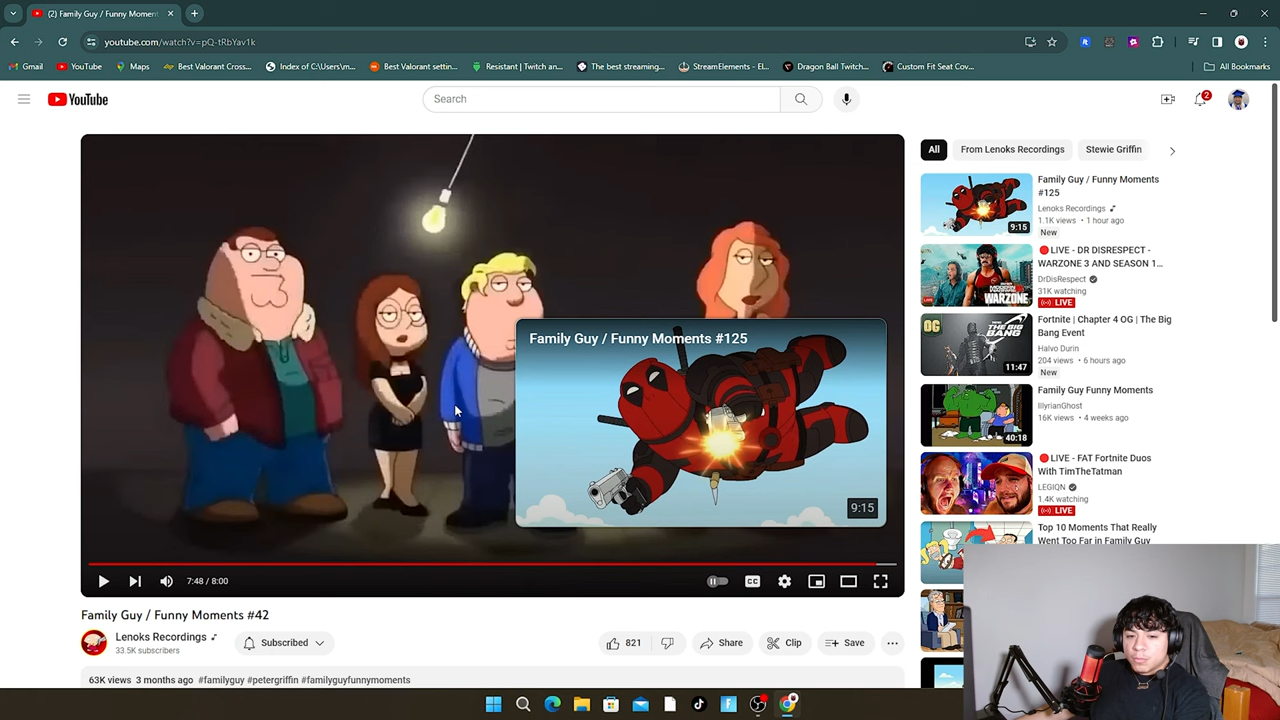 (2) Family Guy / Funny Moment
youtube.com/watch?v=pQ-tRbYav1k
Gmail YouTube Maps Best Valorant Cross... Index of C:\Users\m... Best Valorant settin... Resistant | Twitch an... The best streaming... StreamElements - El... Dragon Ball Twitch... Custom Fit Seat Cov... All Bookmarks
YouTube Search 2
All From Lenoks Recordings Stewie Griffin
Family Guy / Funny Moments
#125
Lenoks Recordings
1.1K views • 1 hour ago
New
9:15
LIVE - DR DISRESPECT -
WARZONE 3 AND SEASON 1...
DrDisRespect
31K watching
LIVE
WARZONE
Fortnite | Chapter 4 OG | The Big
Bang Event
Halvo Durin
204 views • 6 hours ago
New
OG
THE BIG
BANG
11:47
Family Guy Funny Moments
IllyrianGhost
16K views • 4 weeks ago
40:18
LIVE - FAT Fortnite Duos
With TimTheTatman
LEGIQN
1.4K watching
LIVE
Top 10 Moments That Really
Went Too Far in Family Guy
Family Guy / Funny Moments #125
9:15
7:48 / 8:00
CC
Family Guy / Funny Moments #42
Lenoks Recordings
33.5K subscribers
Subscribed
821 Share Clip Save
63K views 3 months ago #familyguy #petergriffin #familyguyfunnymoments